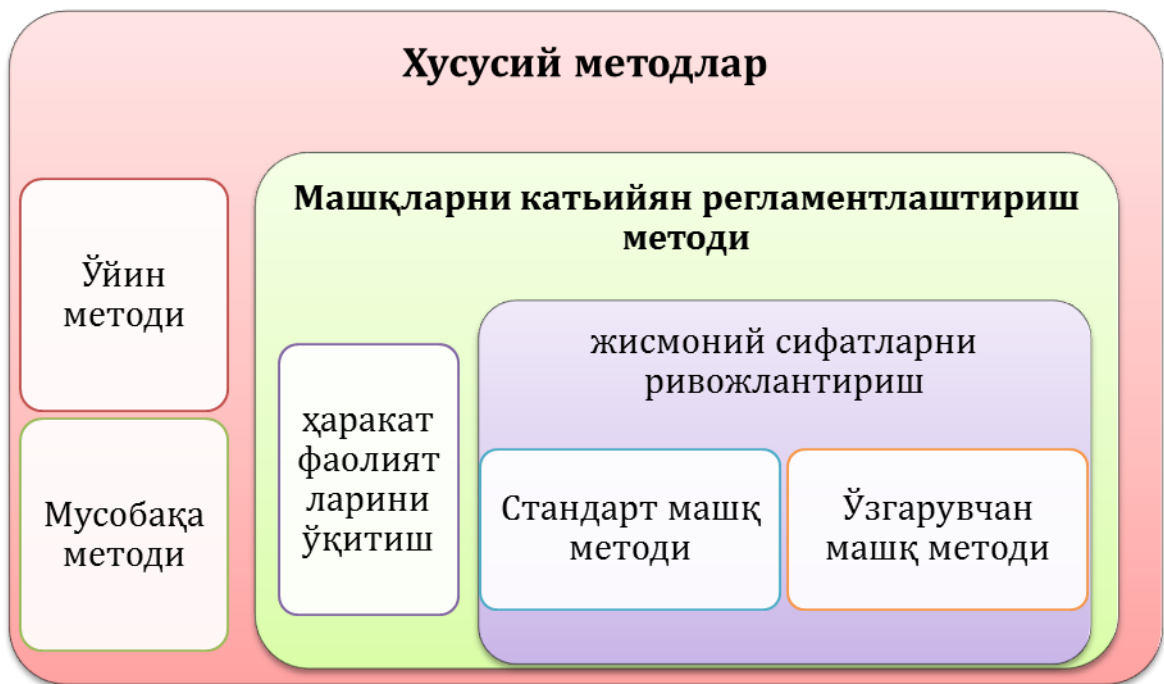 Хусусий методлар
Ўйин
методи
Мусобақа
методи
Машқларни катьийян регламентлаштириш
методи
ҳаракат
фаолият
ларини
ўқитиш
жисмоний сифатларни
ривожлантириш
Стандарт машқ
методи
Ўзгарувчан
машқ методи